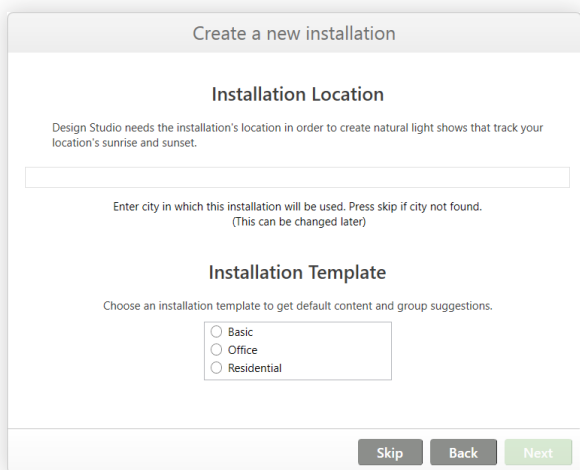 Create a new installation
Installation Location
Design Studio needs the installation's location in order to create natural light shows that track your
location's sunrise and sunset.
Enter city in which this installation will be used. Press skip if city not found.
(This can be changed later)
Installation Template
Choose an installation template to get default content and group suggestions.
Basic
Office
Residential
Skip Back Next